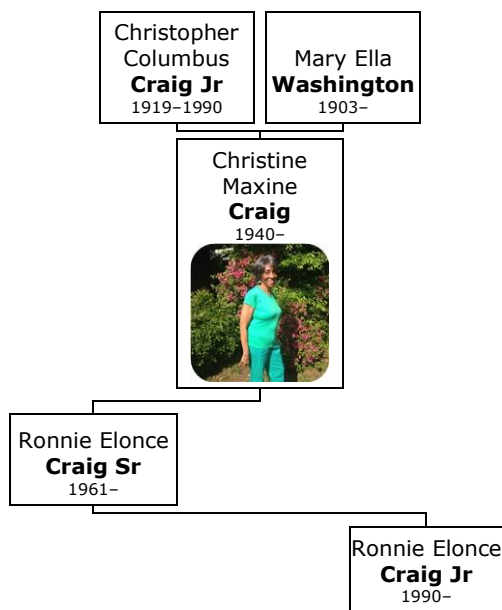 Christopher
Columbus
Craig Jr
1919–1990
Mary Ella
Washington
1903–
Christine
Maxine
Craig
1940–
Ronnie Elonce
Craig Sr
1961–
Ronnie Elonce
Craig Jr
1990–